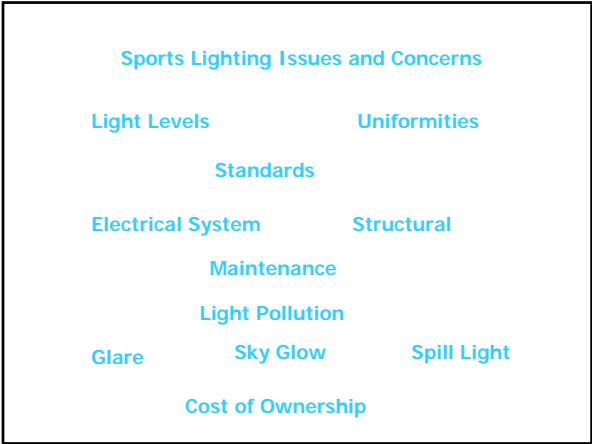 Sports Lighting Issues and Concerns
Light Levels Uniformities
Standards
Electrical System Structural
Maintenance
Light Pollution
Glare Sky Glow Spill Light
Cost of Ownership